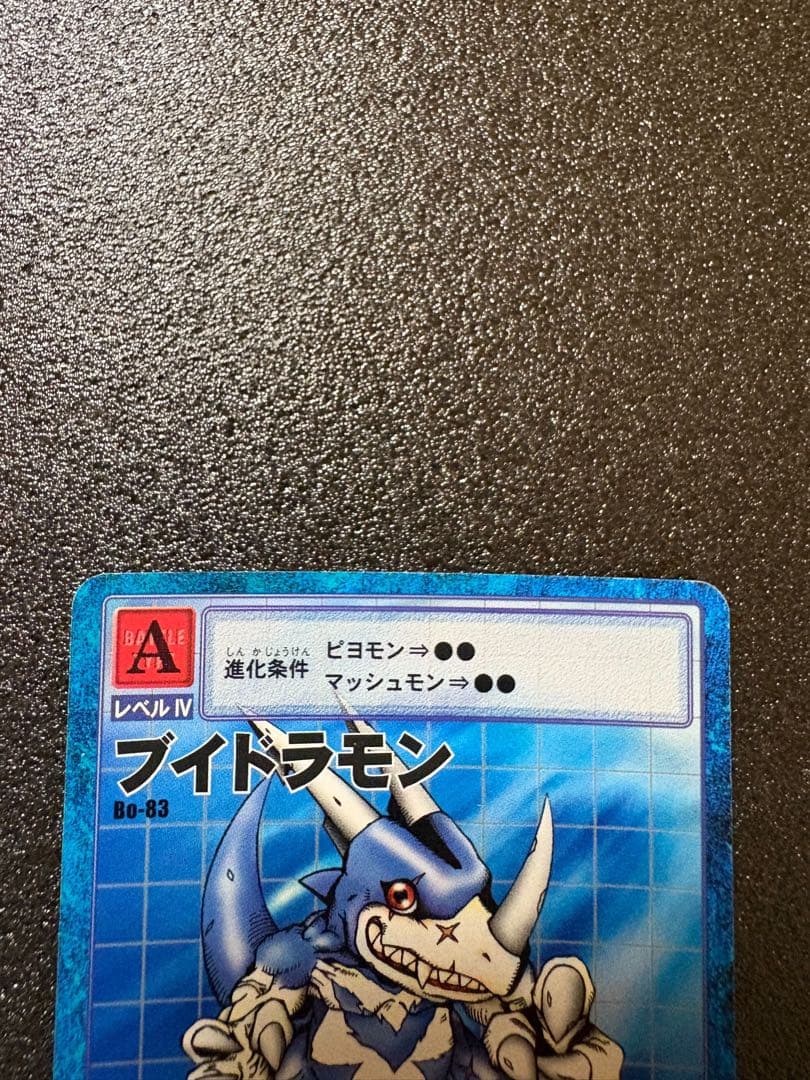 BATTLE
A
TYPE
しんかじょうけん
進化条件
ピヨモン⇒●●
マッシュモン⇒●●
レベルⅣ
ブイドラモン
Bo-83